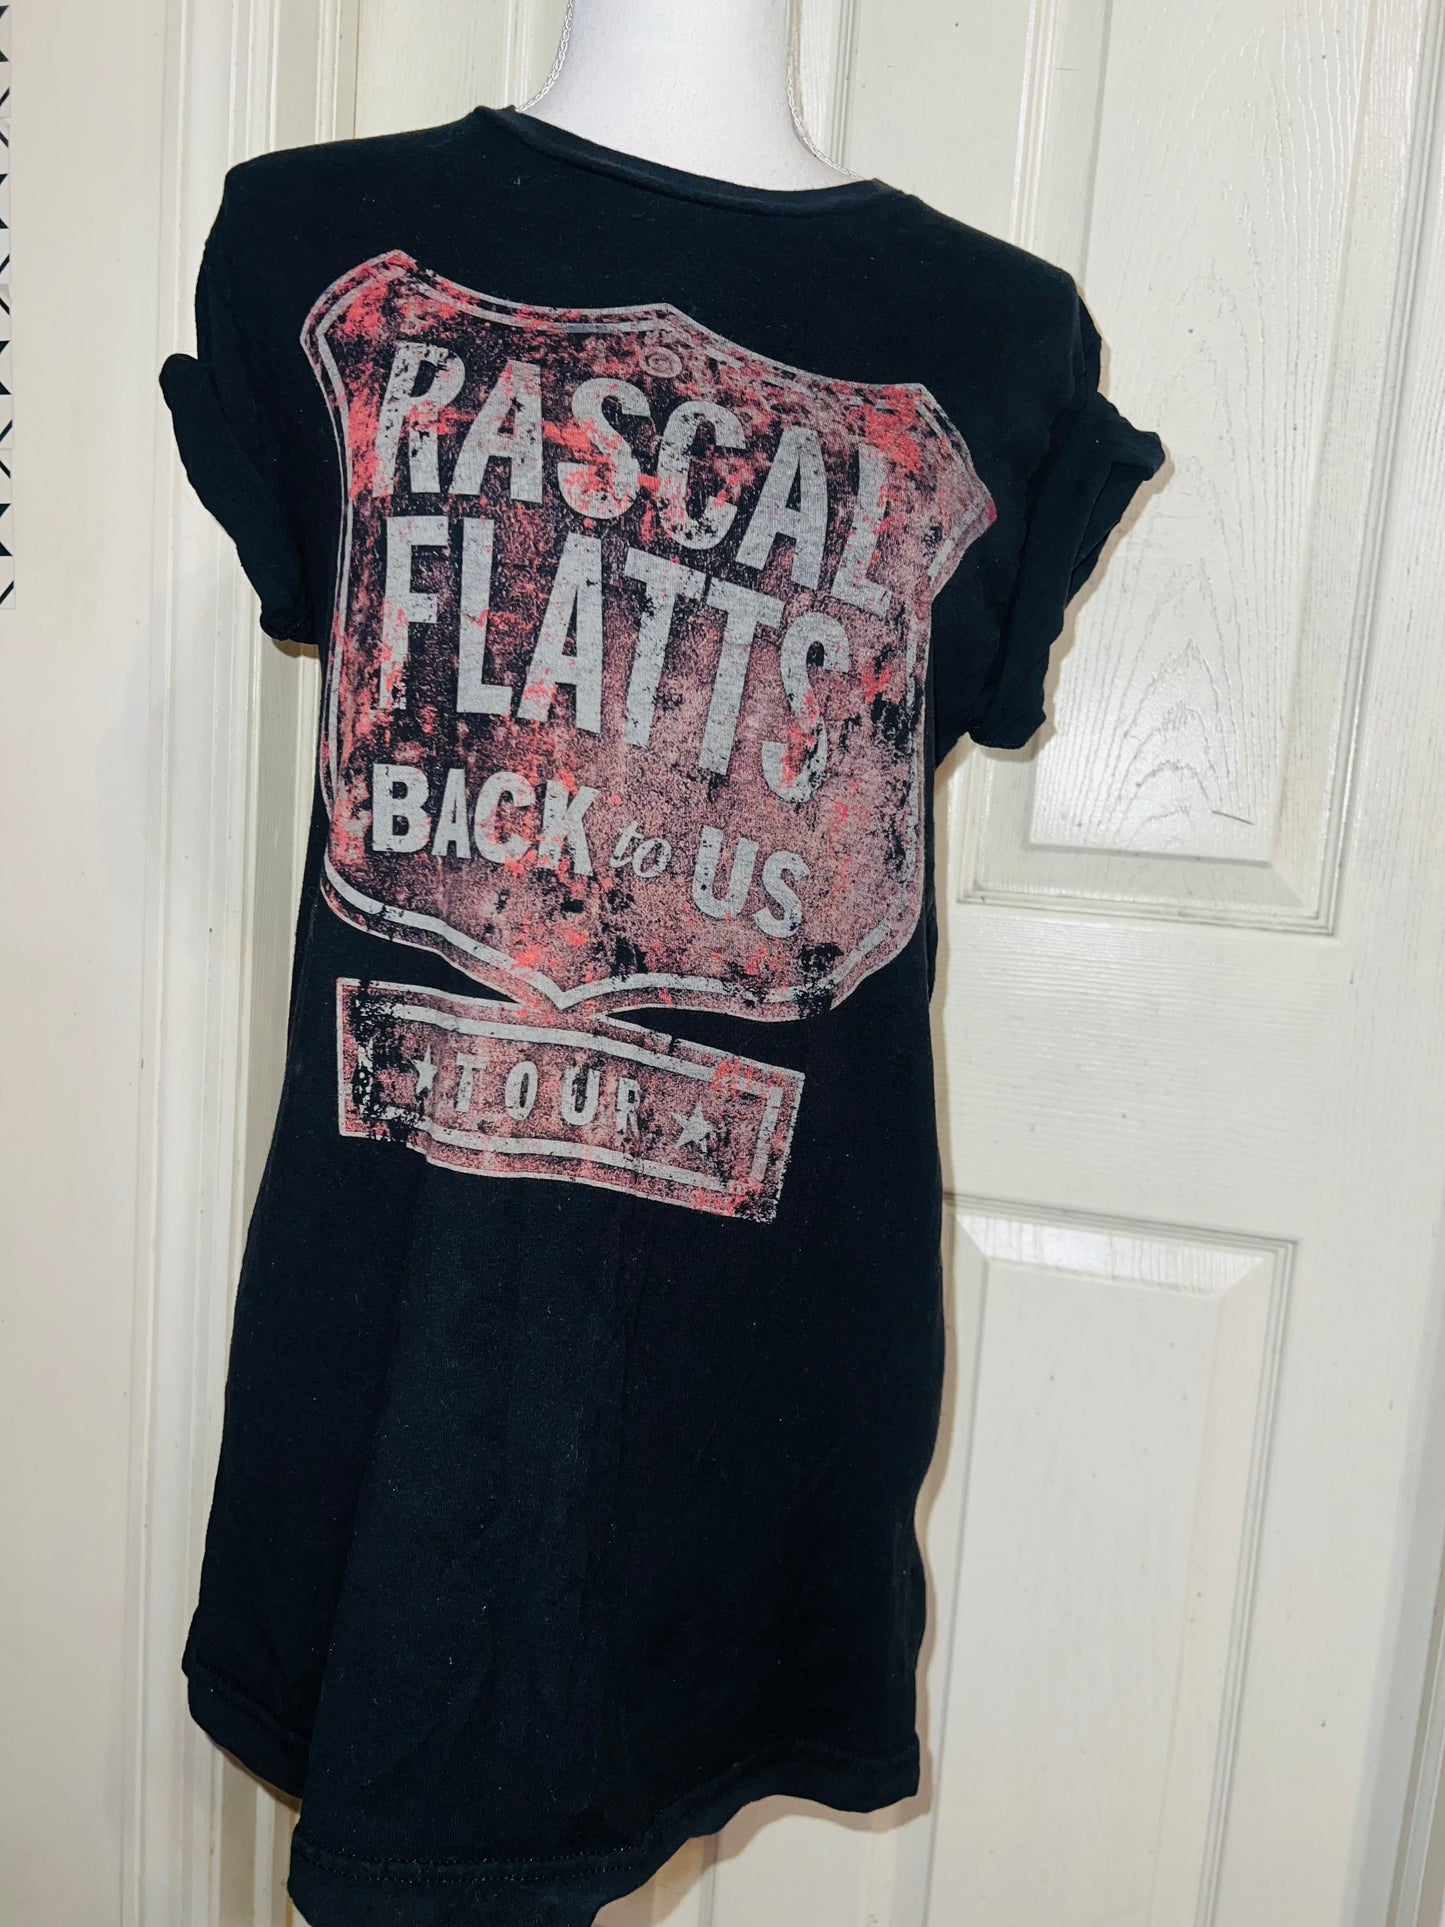 RASCAL
FLATTS
BACK to US
★ TOUR ★